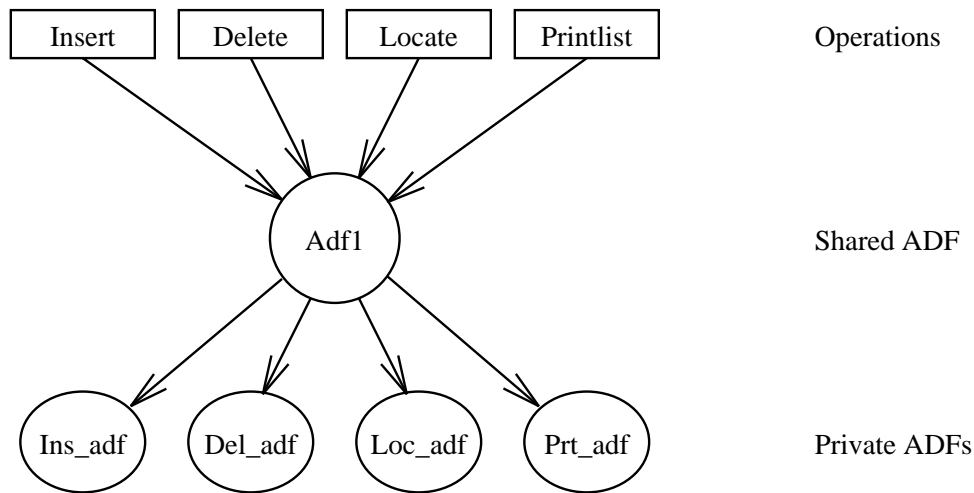 Insert Delete Locate Printlist Operations
Adf1 Shared ADF
Ins_adf Del_adf Loc_adf Prt_adf Private ADFs